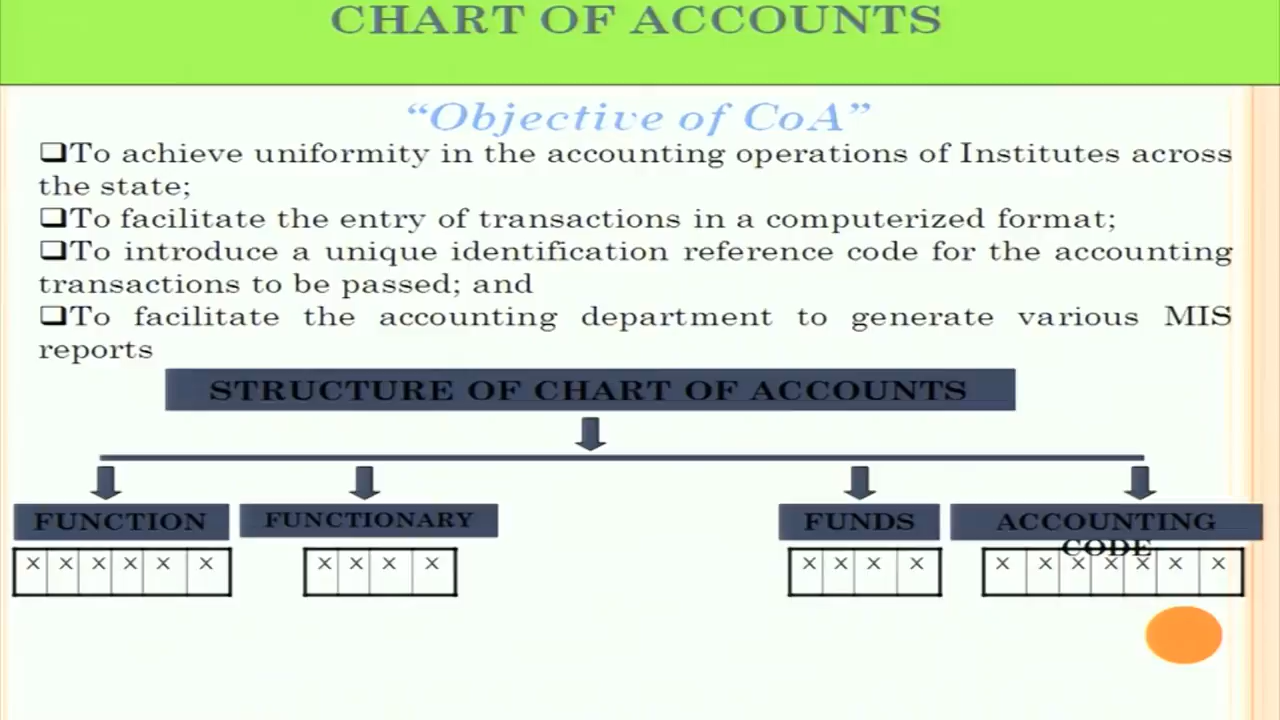 CHART OF ACCOUNTS
“Objective of CoA”
❑To achieve uniformity in the accounting operations of Institutes across
the state;
❑To facilitate the entry of transactions in a computerized format;
❑To introduce a unique identification reference code for the accounting
transactions to be passed; and
❑To facilitate the accounting department to generate various MIS
reports
STRUCTURE OF CHART OF ACCOUNTS
FUNCTION FUNCTIONARY FUNDS ACCOUNTING
CODE
x x x x x x x x x x x x x x x x x x x x x